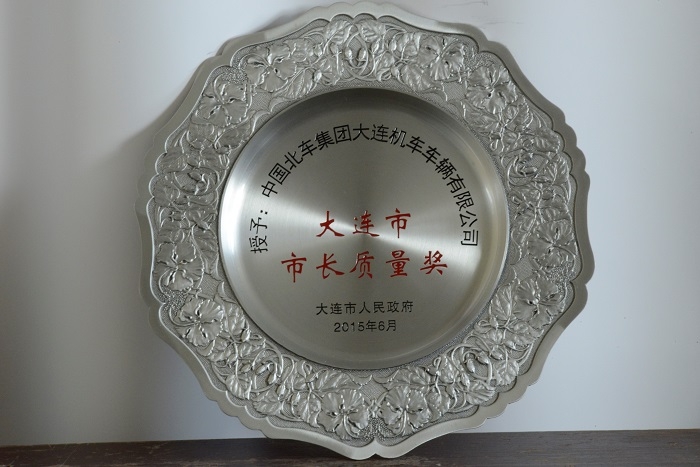 授予：中国北车集团大连机车车辆有限公司
大连市
市长质量奖
大连市人民政府
2015年6月